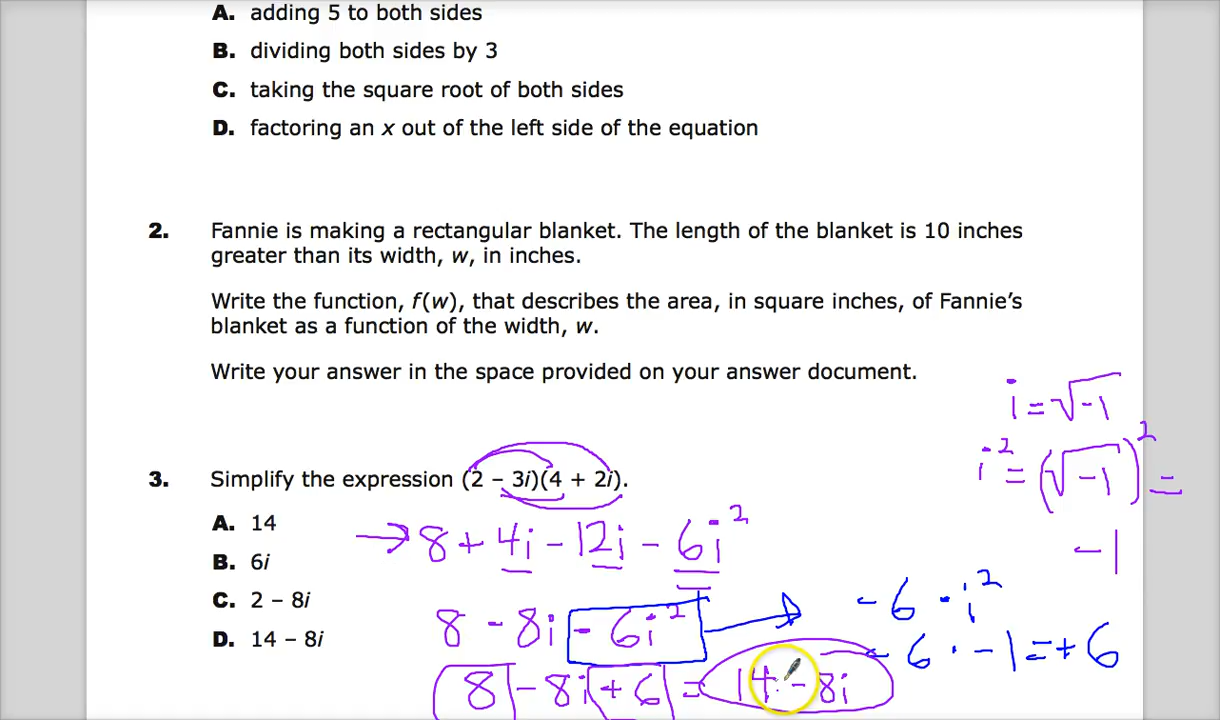 A. adding 5 to both sides
B. dividing both sides by 3
C. taking the square root of both sides
D. factoring an x out of the left side of the equation
2. Fannie is making a rectangular blanket. The length of the blanket is 10 inches
greater than its width, w, in inches.
Write the function, f(w), that describes the area, in square inches, of Fannie's
blanket as a function of the width, w.
Write your answer in the space provided on your answer document.
i = √-1
i² = (√-1)² =
-1
3. Simplify the expression (2 – 3i)(4 + 2i).
A. 14
B. 6i
C. 2 – 8i
D. 14 – 8i
→ 8 + 4i - 12i - 6i²
8 - 8i - 6i²
-6 · i²
-6 · -1 = +6
8 - 8i + 6 = 14 - 8i